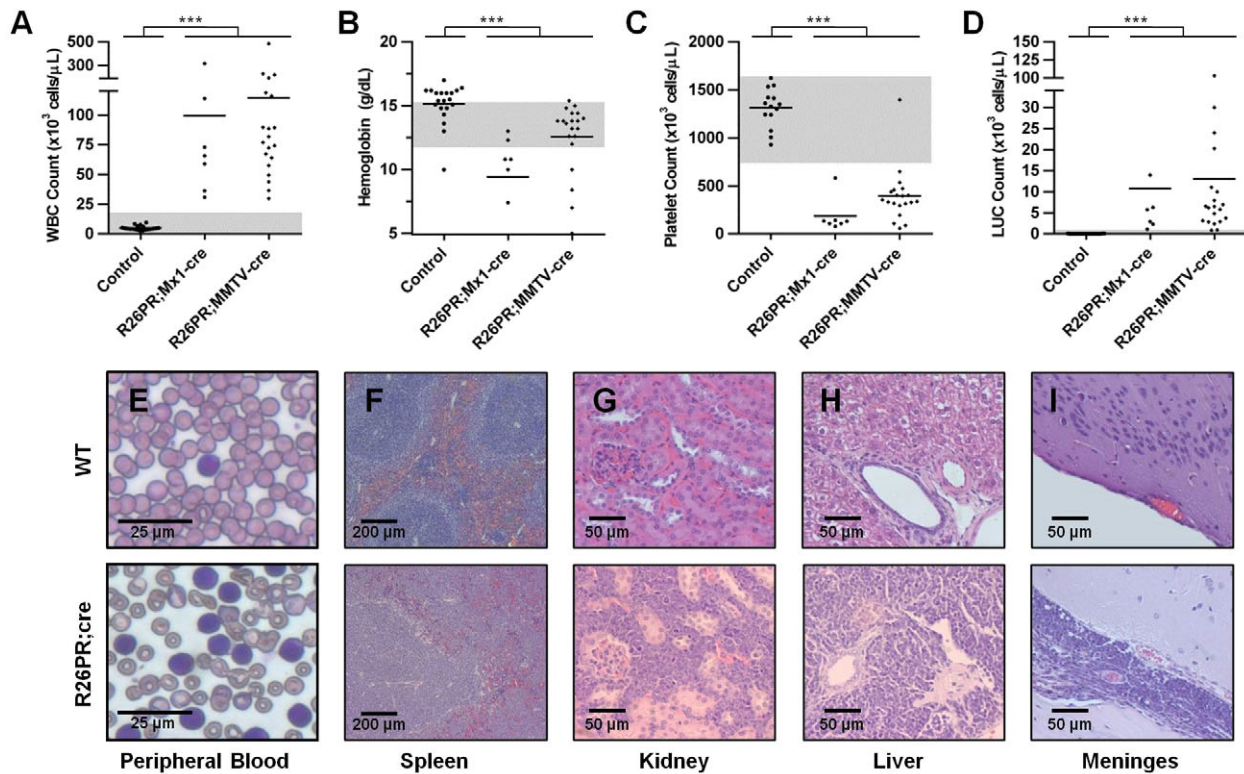 A
***
WBC Count (x10³ cells/μL)
500
300
100
75
50
25
0
Control
R26PR;Mx1-cre
R26PR;MMTV-cre
B
***
Hemoglobin (g/dL)
20
15
10
5
Control
R26PR;Mx1-cre
R26PR;MMTV-cre
C
***
Platelet Count (x10³ cells/μL)
2000
1500
1000
500
0
Control
R26PR;Mx1-cre
R26PR;MMTV-cre
D
***
LUC Count (x10³ cells/μL)
150
125
100
75
30
25
20
15
10
5
0
Control
R26PR;Mx1-cre
R26PR;MMTV-cre
WT
E
25 μm
F
200 μm
G
50 μm
H
50 μm
I
50 μm
R26PR;cre
25 μm
200 μm
50 μm
50 μm
50 μm
Peripheral Blood
Spleen
Kidney
Liver
Meninges